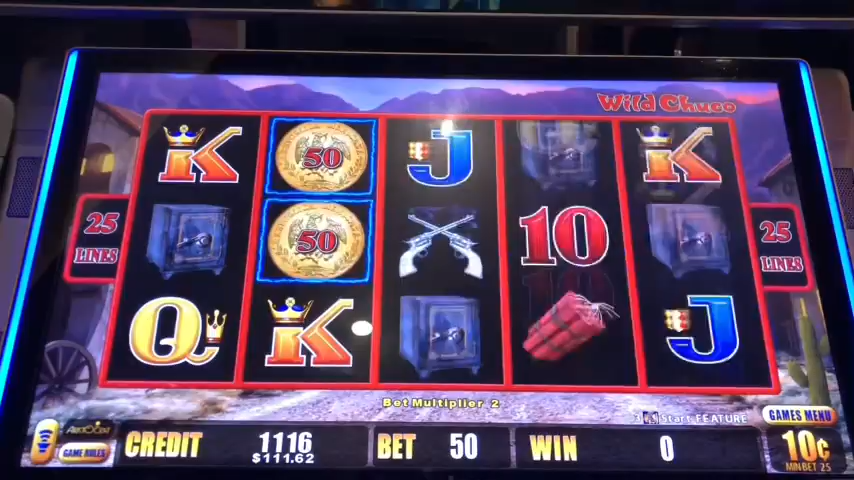 Wild Chuco
K
50
J
K
25
LINES
50
10
25
LINES
Q
K
J
Bet Multiplier 2
Start FEATURE
GAMES MENU
GAME RULES
CREDIT 1116
$111.62
BET 50
WIN 0
10¢
MIN BET 25